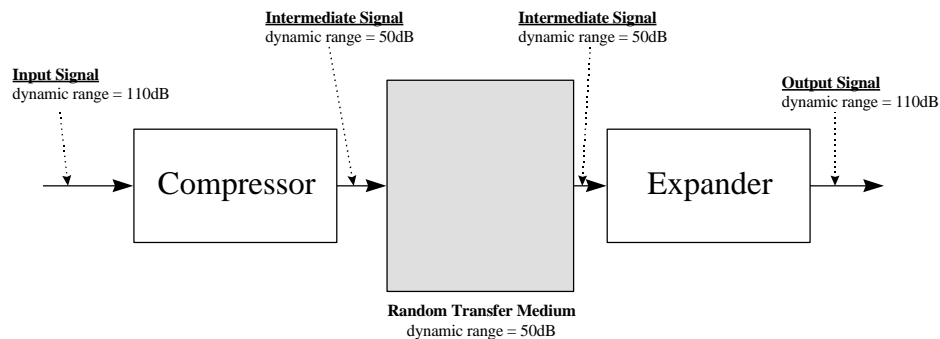 Intermediate Signal
dynamic range = 50dB
Intermediate Signal
dynamic range = 50dB
Input Signal
dynamic range = 110dB
Output Signal
dynamic range = 110dB
Compressor
Expander
Random Transfer Medium
dynamic range = 50dB